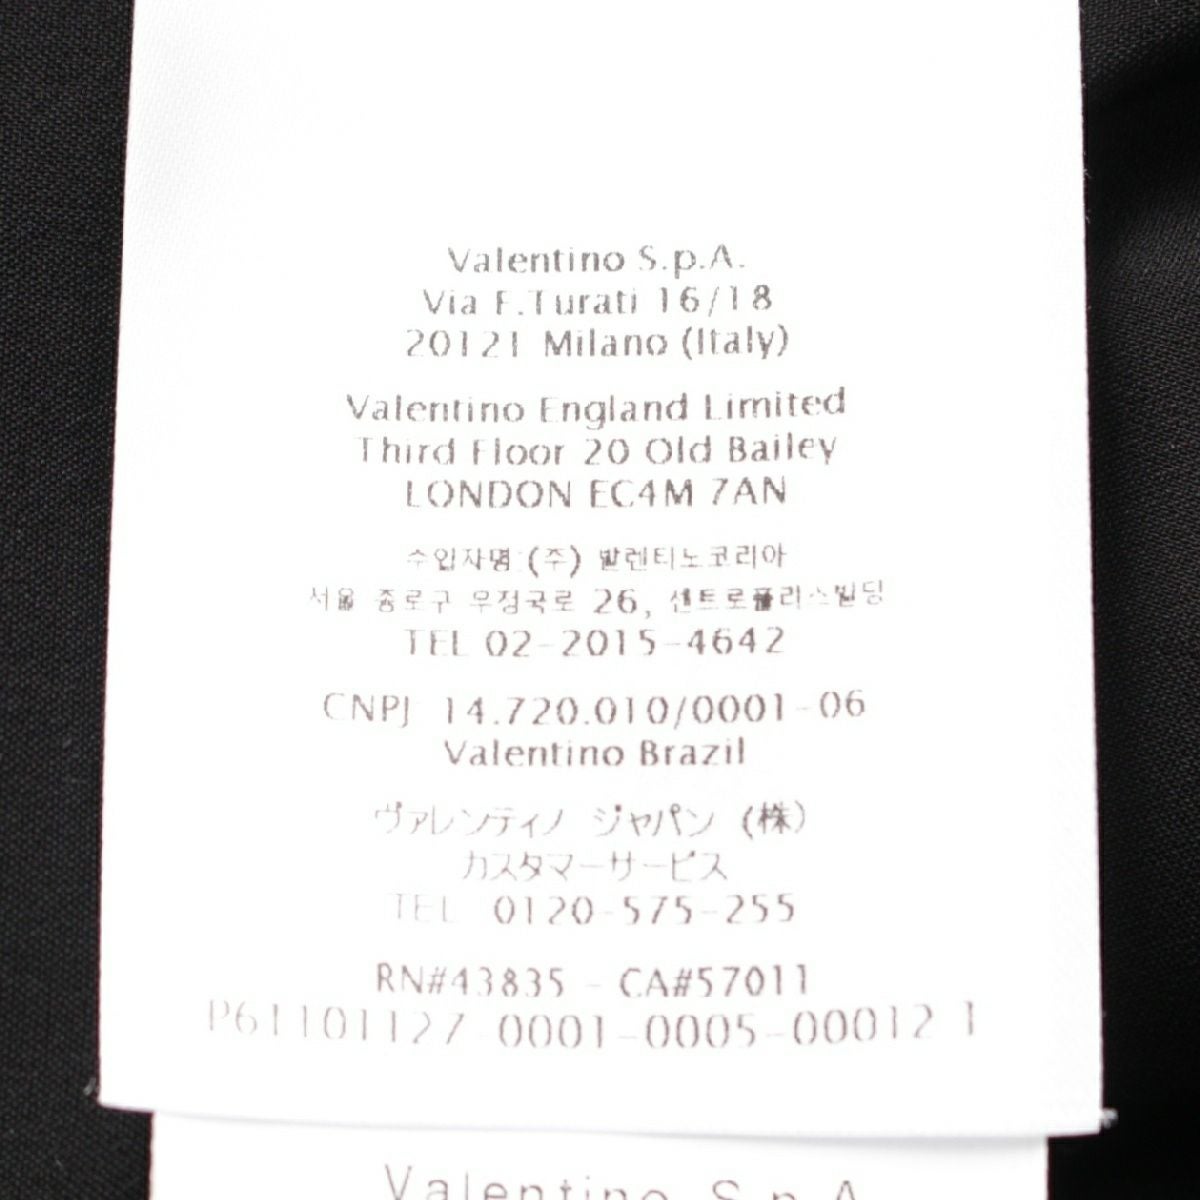 Valentino S.p.A.
Via F.Turati 16/18
20121 Milano (Italy)
Valentino England Limited
Third Floor 20 Old Bailey
LONDON EC4M 7AN
수입자명:(주) 발렌티노코리아
서울 종로구 우정국로 26, 센트로폴리스빌딩
TEL 02-2015-4642
CNPJ 14.720.010/0001-06
Valentino Brazil
ヴァレンティノ ジャパン (株)
カスタマーサービス
TEL 0120-575-255
RN#43835 - CA#57011
P61101127-0001-0005-00012 1
Valentino S.p.A.